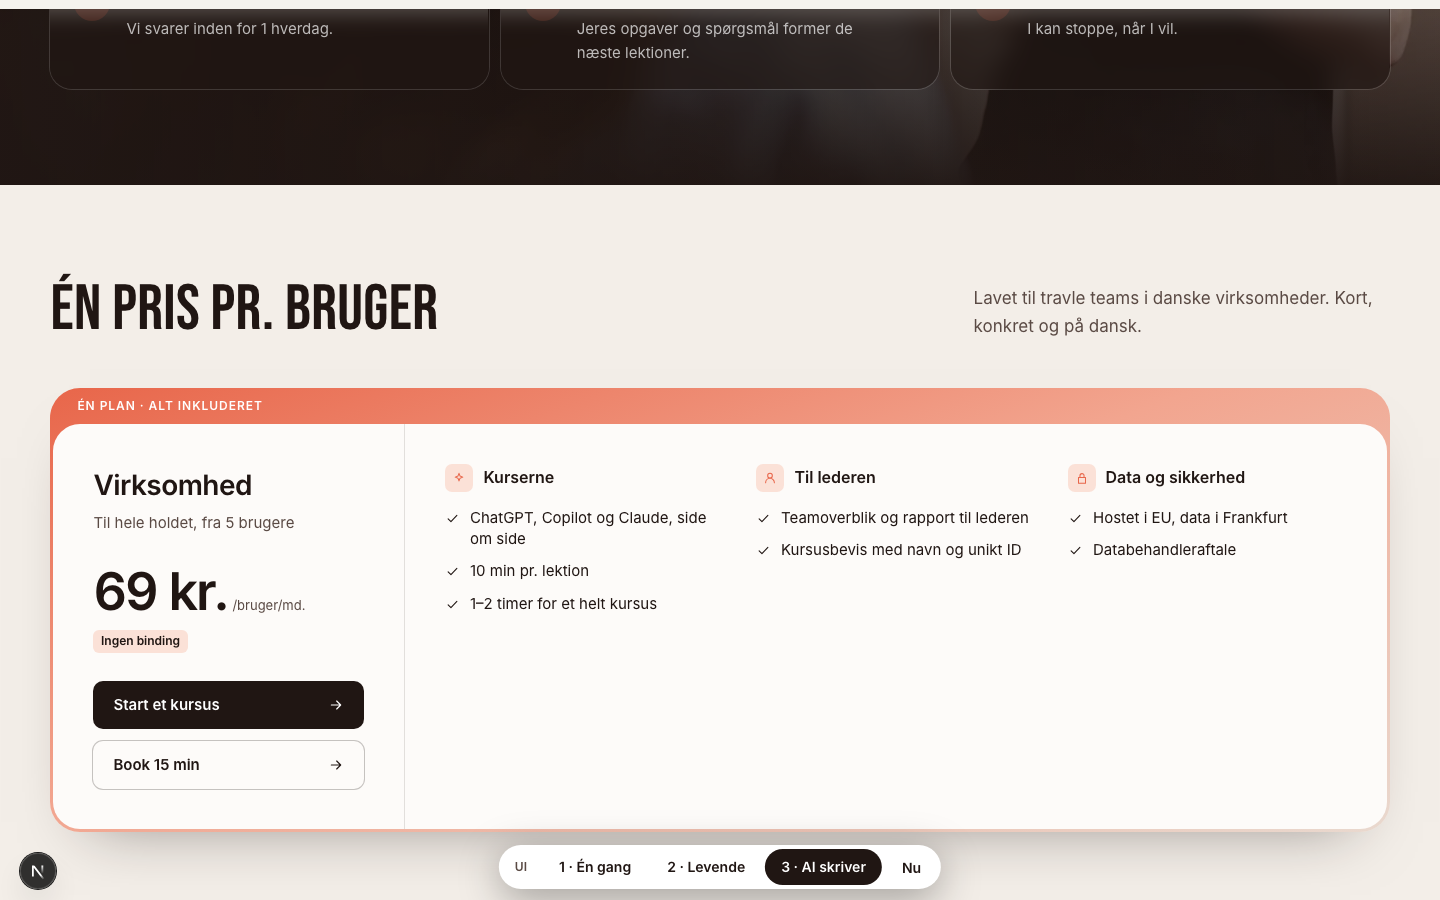 Vi svarer inden for 1 hverdag.
Jeres opgaver og spørgsmål former de
næste lektioner.
I kan stoppe, når I vil.
ÉN PRIS PR. BRUGER
Lavet til travle teams i danske virksomheder. Kort,
konkret og på dansk.
ÉN PLAN · ALT INKLUDERET
Virksomhed
Til hele holdet, fra 5 brugere
69 kr. /bruger/md.
Ingen binding
Start et kursus →
Book 15 min →
Kurserne
ChatGPT, Copilot og Claude, side
om side
10 min pr. lektion
1–2 timer for et helt kursus
Til lederen
Teamoverblik og rapport til lederen
Kursusbevis med navn og unikt ID
Data og sikkerhed
Hostet i EU, data i Frankfurt
Databehandleraftale
N
UI 1 · Én gang 2 · Levende 3 · AI skriver Nu